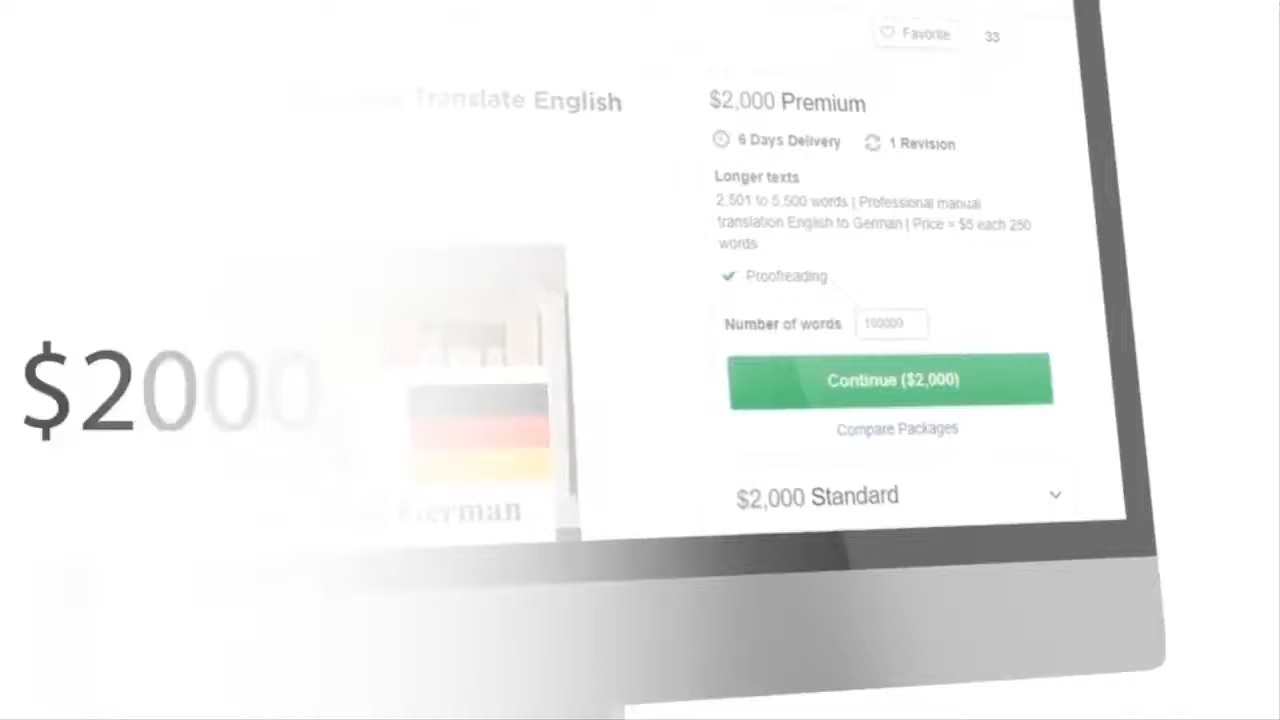 Favorite 33
Translate English
$2,000 Premium
6 Days Delivery 1 Revision
Longer texts
2,501 to 5,500 words | Professional manual
translation English to German | Price = $5 each 250
words
Proofreading
Number of words 100000
$2000
Continue ($2,000)
Compare Packages
$2,000 Standard
German